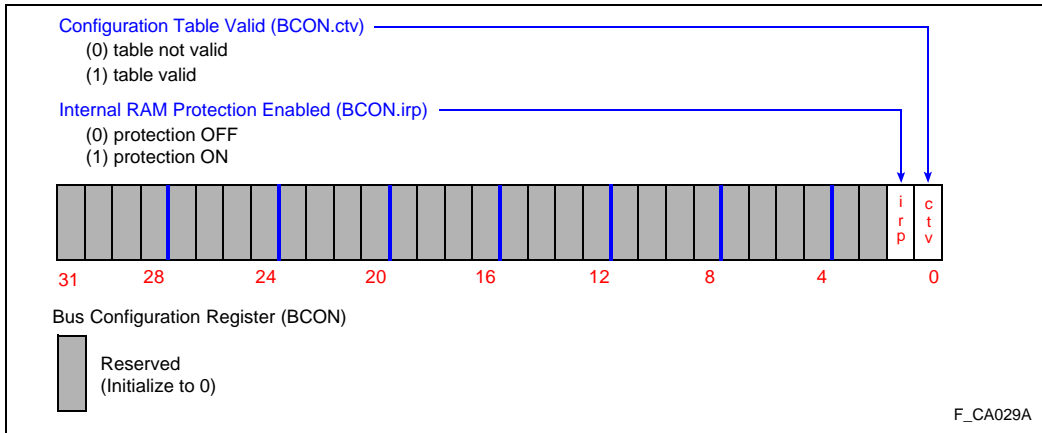 Configuration Table Valid (BCON.ctv)
(0) table not valid
(1) table valid
Internal RAM Protection Enabled (BCON.irp)
(0) protection OFF
(1) protection ON
irp ctv
31 28 24 20 16 12 8 4 0
Bus Configuration Register (BCON)
Reserved
(Initialize to 0)
F_CA029A